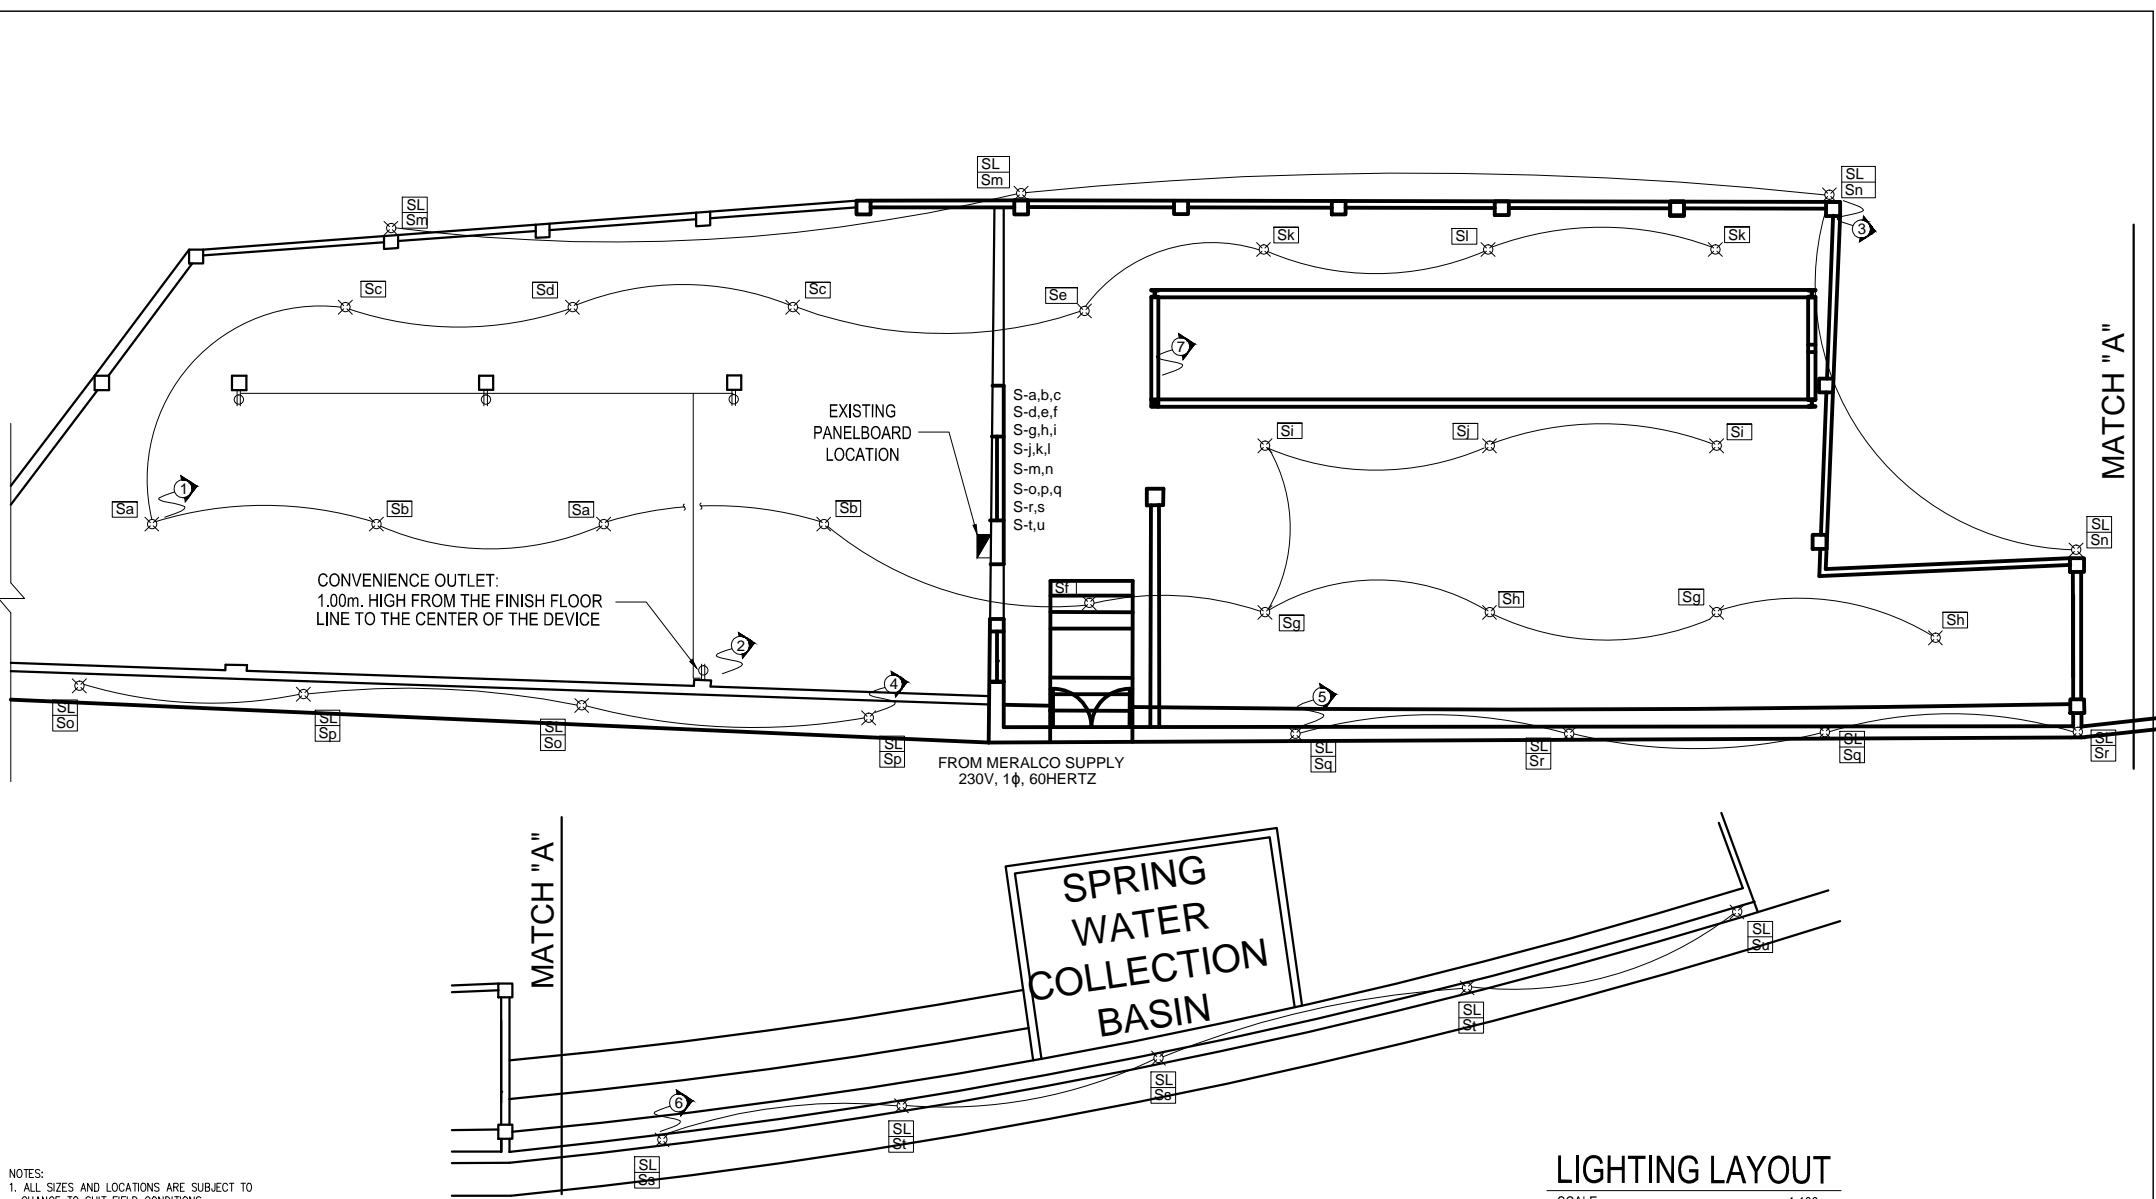 SL
Sm
SL
Sn
SL
Sm
3
Sk
Sl
Sk
Sc
Sd
Sc
Se
7
MATCH "A"
S-a,b,c
S-d,e,f
S-g,h,i
S-j,k,l
S-m,n
S-o,p,q
S-r,s
S-t,u
EXISTING
PANELBOARD
LOCATION
Si
Sj
Si
1
Sa
Sb
Sa
Sb
SL
Sn
CONVENIENCE OUTLET:
1.00m. HIGH FROM THE FINISH FLOOR
LINE TO THE CENTER OF THE DEVICE
Sf
Sg
Sh
Sg
Sh
2
4
5
SL
So
SL
Sp
SL
So
SL
Sp
SL
Sq
SL
Sr
SL
Sq
SL
Sr
FROM MERALCO SUPPLY
230V, 1ϕ, 60HERTZ
MATCH "A"
SPRING
WATER
COLLECTION
BASIN
SL
Su
SL
St
SL
Ss
6
SL
St
SL
Ss
LIGHTING LAYOUT
NOTES:
1. ALL SIZES AND LOCATIONS ARE SUBJECT TO